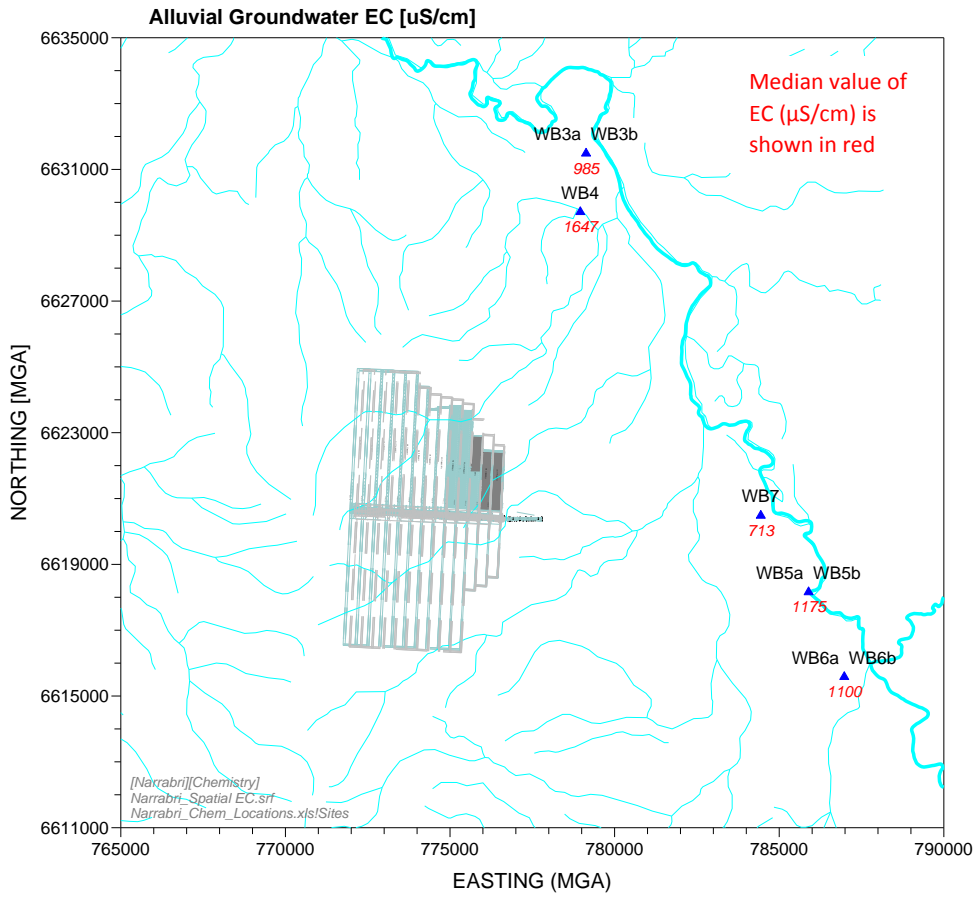 Alluvial Groundwater EC [uS/cm]
6635000
Median value of
EC (µS/cm) is
shown in red
WB3a WB3b
6631000
985
WB4
1647
6627000
6623000
NORTHING [MGA]
WB7
713
6619000
WB5a WB5b
1175
WB6a WB6b
6615000
1100
[Narrabri][Chemistry]
Narrabri_Spatial EC.srf
Narrabri_Chem_Locations.xls!Sites
6611000
765000 770000 775000 780000 785000 790000
EASTING (MGA)